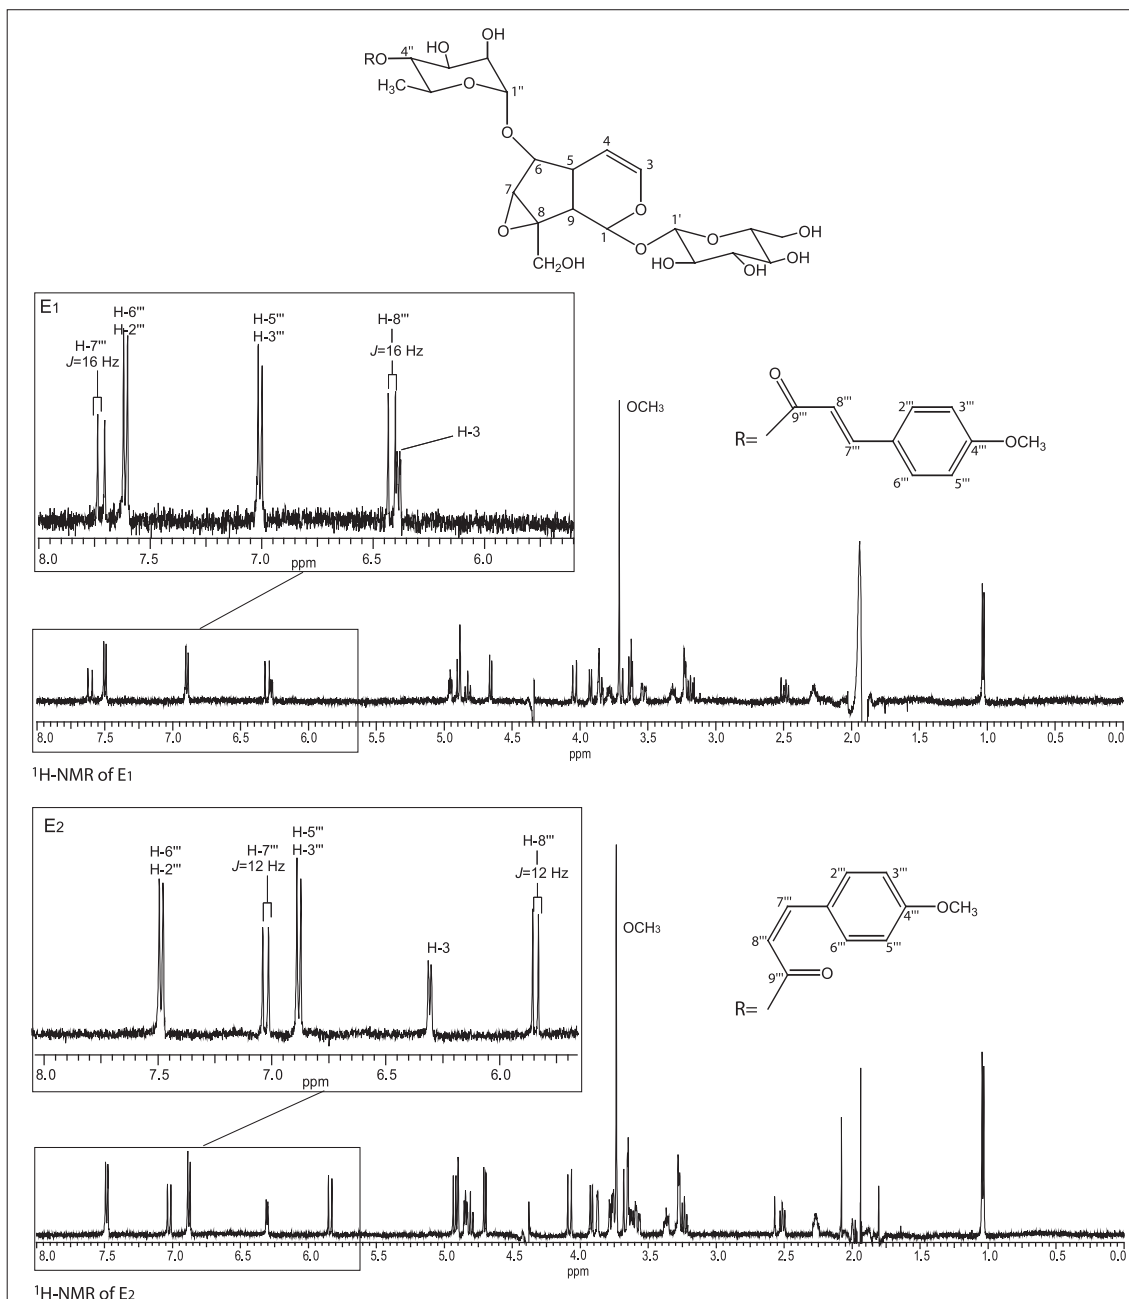 OH
HO
4"
RO
H₃C
O
1"
OH
O
4
6
5
3
7
O
8
9
1'
O
OH
O
1
O
HO
HO
OH
OH
CH₂OH
E1
H-6'''
H-2'''
H-7'''
J=16 Hz
H-5'''
H-3'''
H-8'''
J=16 Hz
H-3
8.0 7.5 7.0 6.5 6.0
ppm
OCH₃
O
8'''
2'''
3'''
9'''
R=
7'''
4'''
OCH₃
6'''
5'''
8.0 7.5 7.0 6.5 6.0 5.5 5.0 4.5 4.0 3.5 3.0 2.5 2.0 1.5 1.0 0.5 0.0
ppm
¹H-NMR of E1
E2
H-6'''
H-2'''
H-7'''
J=12 Hz
H-5'''
H-3'''
H-3
H-8'''
J=12 Hz
8.0 7.5 7.0 6.5 6.0
ppm
OCH₃
2'''
3'''
7'''
4'''
OCH₃
8'''
6'''
5'''
9'''
O
R=
8.0 7.5 7.0 6.5 6.0 5.5 5.0 4.5 4.0 3.5 3.0 2.5 2.0 1.5 1.0 0.5 0.0
ppm
¹H-NMR of E2